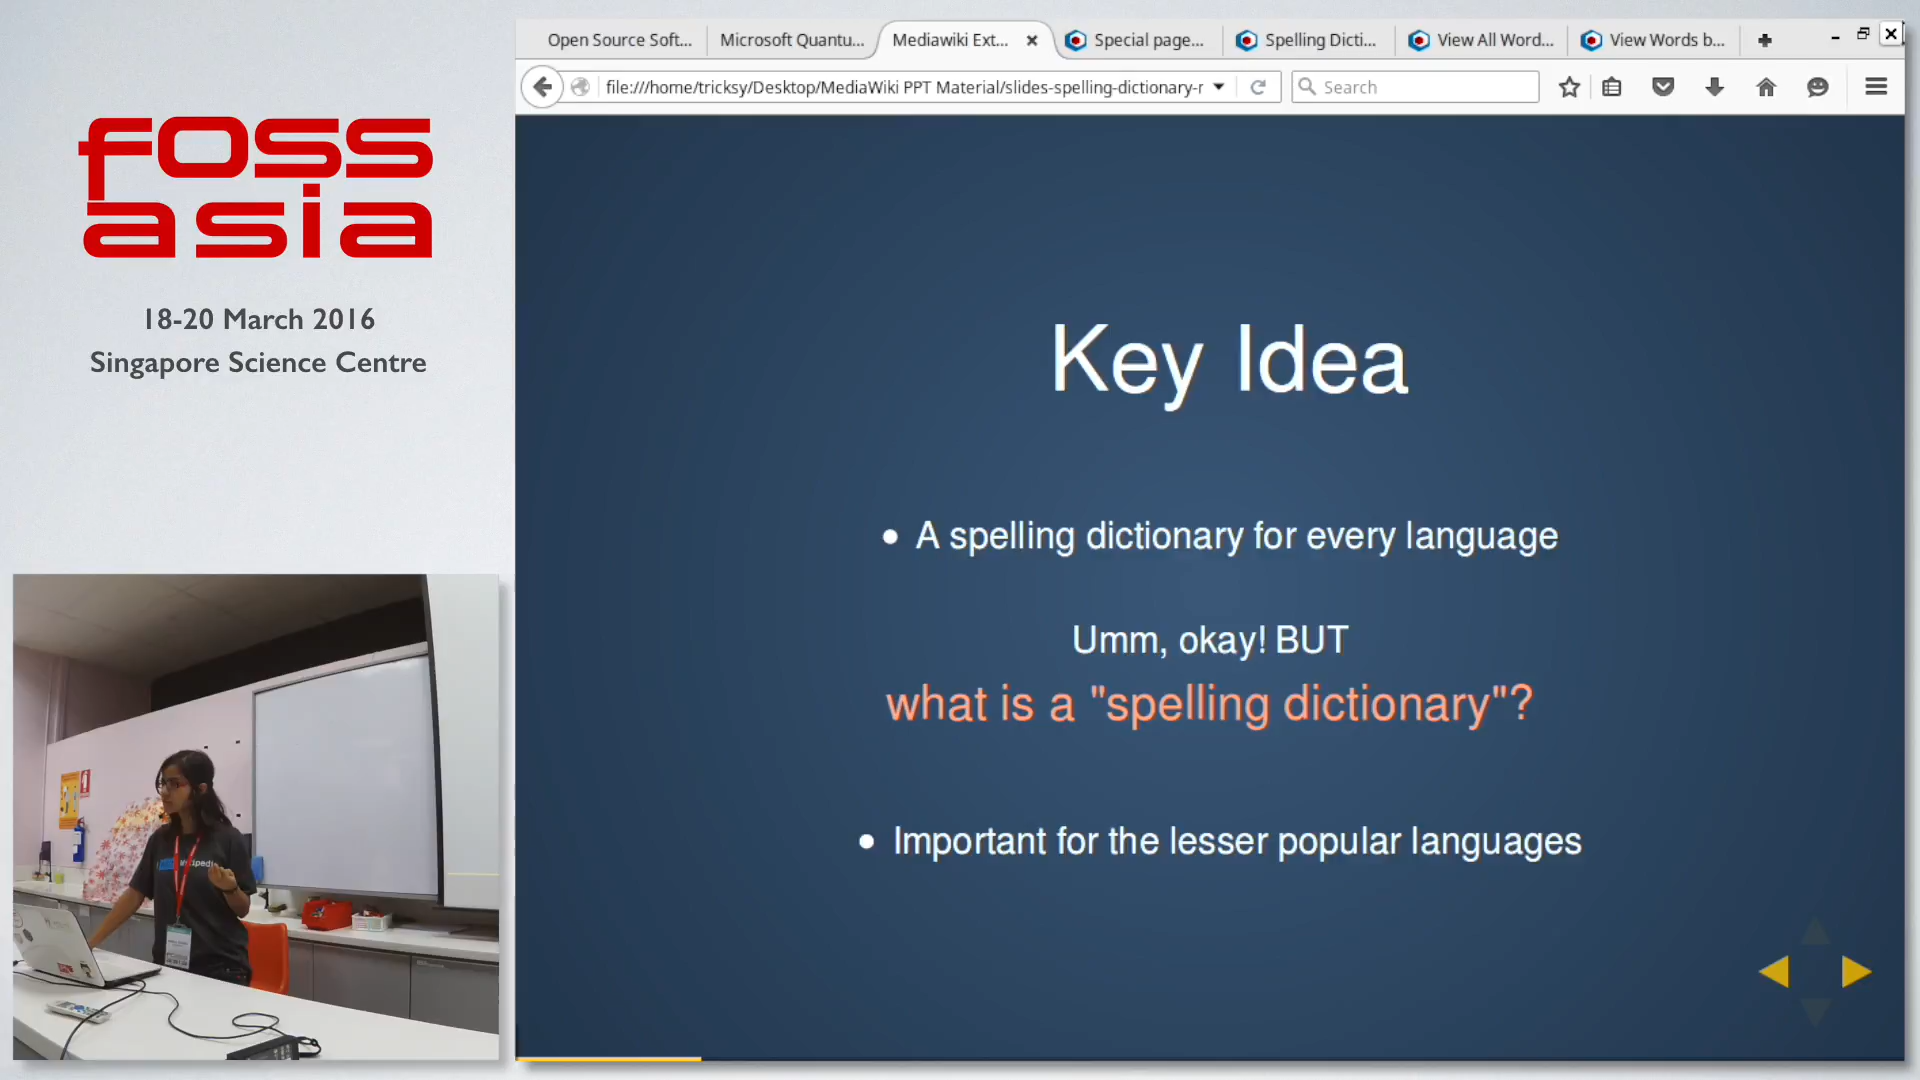 foss
asia
18-20 March 2016
Singapore Science Centre
Open Source Soft...
Microsoft Quantu...
Mediawiki Ext...
Special page...
Spelling Dicti...
View All Word...
View Words b...
file:///home/tricksy/Desktop/MediaWiki PPT Material/slides-spelling-dictionary-r
Search
Key Idea
• A spelling dictionary for every language
Umm, okay! BUT
what is a "spelling dictionary"?
• Important for the lesser popular languages